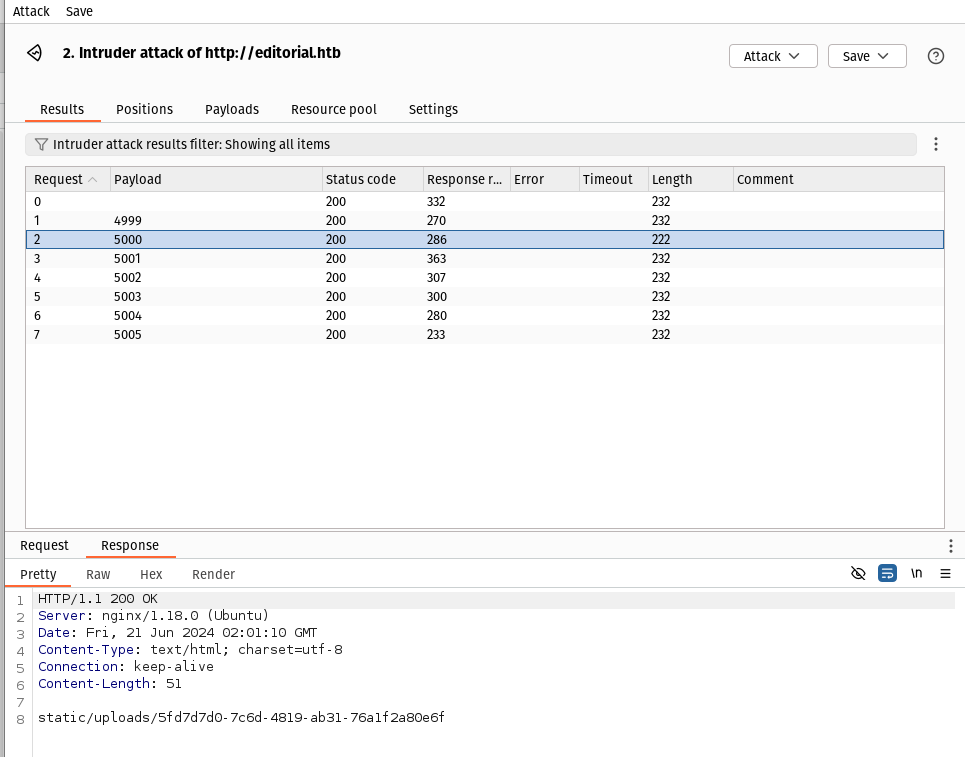 Attack Save
2. Intruder attack of http://editorial.htb
Attack Save
Results Positions Payloads Resource pool Settings
Intruder attack results filter: Showing all items
Request Payload Status code Response r... Error Timeout Length Comment
0 200 332 232
1 4999 200 270 232
2 5000 200 286 222
3 5001 200 363 232
4 5002 200 307 232
5 5003 200 300 232
6 5004 200 280 232
7 5005 200 233 232
Request Response
Pretty Raw Hex Render \n
1 HTTP/1.1 200 OK
2 Server: nginx/1.18.0 (Ubuntu)
3 Date: Fri, 21 Jun 2024 02:01:10 GMT
4 Content-Type: text/html; charset=utf-8
5 Connection: keep-alive
6 Content-Length: 51
7
8 static/uploads/5fd7d7d0-7c6d-4819-ab31-76a1f2a80e6f